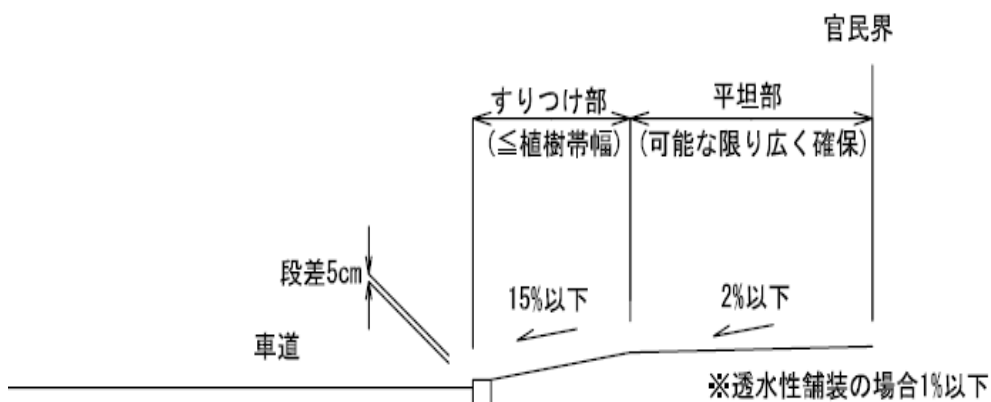 官民界
すりつけ部
平坦部
(≦植樹帯幅)
(可能な限り広く確保)
段差5cm
15%以下
2%以下
車道
※透水性舗装の場合1%以下